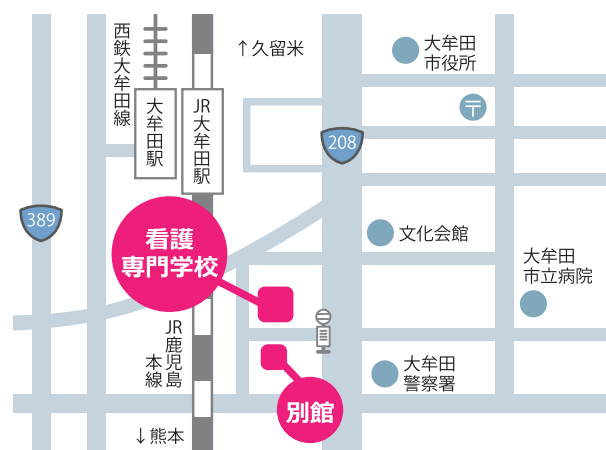 西鉄大牟田線
↑久留米
大牟田
市役所
大牟田駅
JR大牟田駅
〒
208
389
看護
専門学校
文化会館
大牟田
市立病院
JR鹿児島
本線
大牟田
警察署
別館
↓熊本